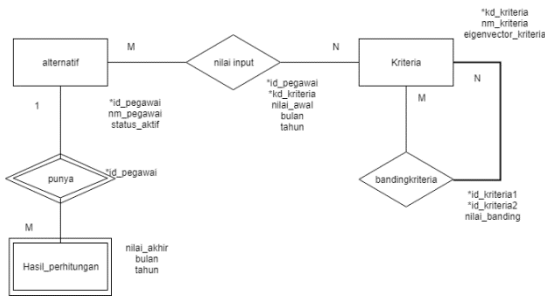 *kd_kriteria
nm_kriteria
eigenvector_kriteria
M
N
alternatif
nilai input
Kriteria
1
*id_pegawai
nm_pegawai
status_aktif
*id_pegawai
*kd_kriteria
nilai_awal
bulan
tahun
M
N
punya
*id_pegawai
bandingkriteria
*id_kriteria1
*id_kriteria2
nilai_banding
M
Hasil_perhitungan
nilai_akhir
bulan
tahun